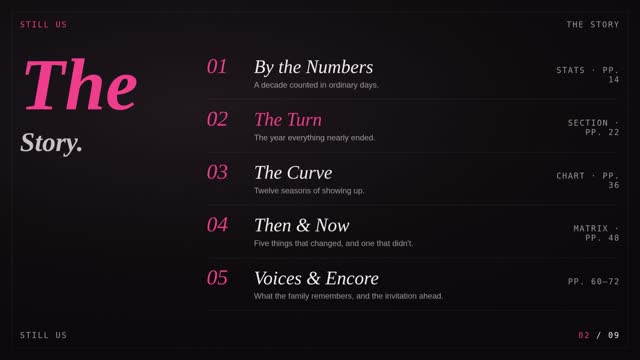 STILL US
THE STORY
The
Story.
01
By the Numbers
A decade counted in ordinary days.
STATS · PP.
14
02
The Turn
The year everything nearly ended.
SECTION ·
PP. 22
03
The Curve
Twelve seasons of showing up.
CHART · PP.
36
04
Then & Now
Five things that changed, and one that didn't.
MATRIX ·
PP. 48
05
Voices & Encore
What the family remembers, and the invitation ahead.
PP. 60–72
STILL US
02 / 09